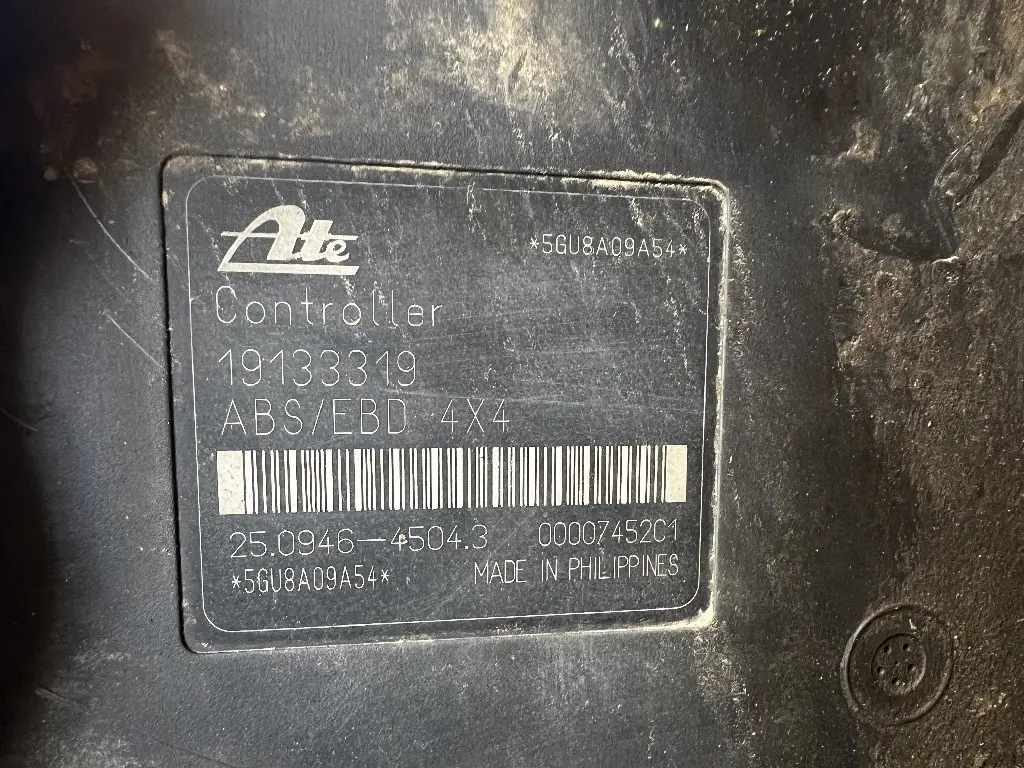 Ate
*5GU8A09A54*
Controller
19133319
ABS/EBD 4X4
25.0946-4504.3 00007452C1
*5GU8A09A54*
MADE IN PHILIPPINES